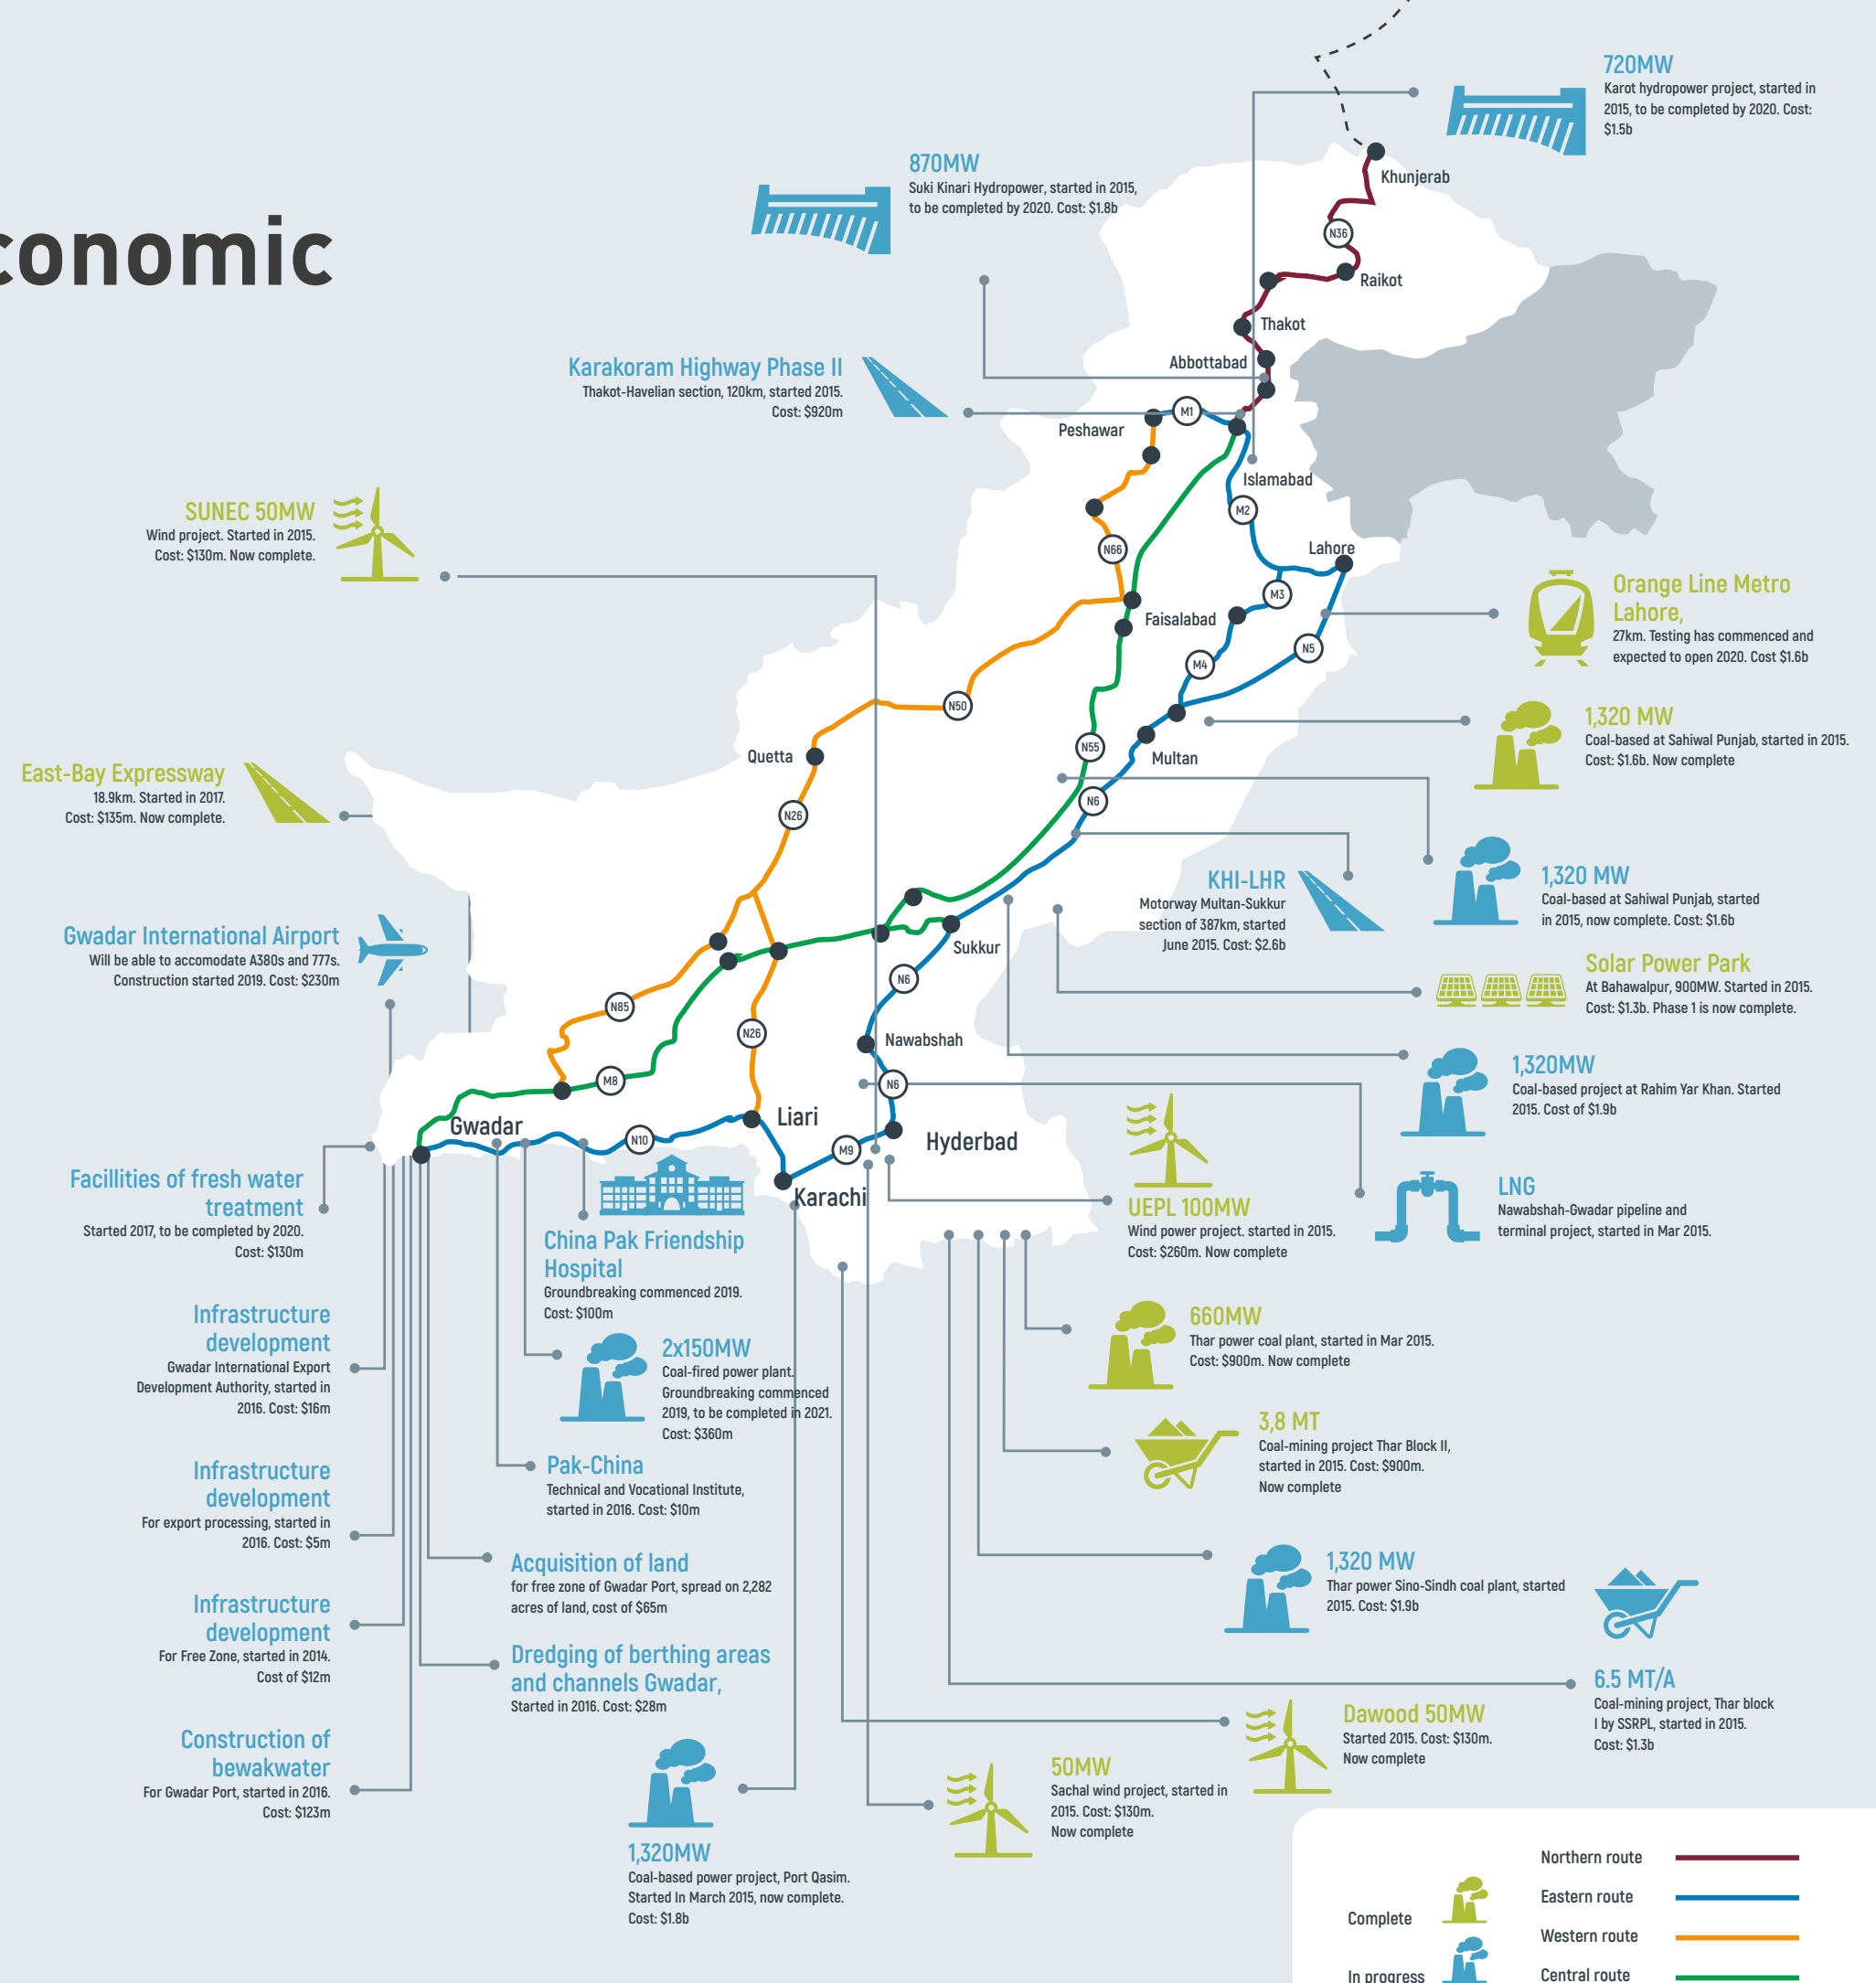 conomic
720MW
Karot hydropower project, started in
2015, to be completed by 2020. Cost:
$1.5b
870MW
Suki Kinari Hydropower, started in 2015,
to be completed by 2020. Cost: $1.8b
Khunjerab
N36
Raikot
Thakot
Abbottabad
Karakoram Highway Phase II
Thakot-Havelian section, 120km, started 2015.
Cost: $920m
M1
Peshawar
Islamabad
M2
SUNEC 50MW
Wind project. Started in 2015.
Cost: $130m. Now complete.
N66
Lahore
M3
Faisalabad
N5
M4
Orange Line Metro
Lahore,
27km. Testing has commenced and
expected to open 2020. Cost $1.6b
N50
1,320 MW
Coal-based at Sahiwal Punjab, started in 2015.
Cost: $1.6b. Now complete
Quetta
N55
Multan
East-Bay Expressway
18.9km. Started in 2017.
Cost: $135m. Now complete.
N26
N6
KHI-LHR
Motorway Multan-Sukkur
section of 387km, started
June 2015. Cost: $2.6b
1,320 MW
Coal-based at Sahiwal Punjab, started
in 2015, now complete. Cost: $1.6b
Gwadar International Airport
Will be able to accomodate A380s and 777s.
Construction started 2019. Cost: $230m
Sukkur
N6
Solar Power Park
At Bahawalpur, 900MW. Started in 2015.
Cost: $1.3b. Phase 1 is now complete.
N85
N26
Nawabshah
N6
M8
1,320MW
Coal-based project at Rahim Yar Khan. Started
2015. Cost of $1.9b
Gwadar
Liari
N10
M9
Hyderbad
Karachi
Facillities of fresh water
treatment
Started 2017, to be completed by 2020.
Cost: $130m
China Pak Friendship
Hospital
Groundbreaking commenced 2019.
Cost: $100m
UEPL 100MW
Wind power project. started in 2015.
Cost: $260m. Now complete
LNG
Nawabshah-Gwadar pipeline and
terminal project, started in Mar 2015.
Infrastructure
development
Gwadar International Export
Development Authority, started in
2016. Cost: $16m
2x150MW
Coal-fired power plant.
Groundbreaking commenced
2019, to be completed in 2021.
Cost: $360m
660MW
Thar power coal plant, started in Mar 2015.
Cost: $900m. Now complete
3,8 MT
Coal-mining project Thar Block II,
started in 2015. Cost: $900m.
Now complete
Infrastructure
development
For export processing, started in
2016. Cost: $5m
Pak-China
Technical and Vocational Institute,
started in 2016. Cost: $10m
Acquisition of land
for free zone of Gwadar Port, spread on 2,282
acres of land, cost of $65m
1,320 MW
Thar power Sino-Sindh coal plant, started
2015. Cost: $1.9b
Infrastructure
development
For Free Zone, started in 2014.
Cost of $12m
Dredging of berthing areas
and channels Gwadar,
Started in 2016. Cost: $28m
6.5 MT/A
Coal-mining project, Thar block
I by SSRPL, started in 2015.
Cost: $1.3b
Dawood 50MW
Started 2015. Cost: $130m.
Now complete
Construction of
bewakwater
For Gwadar Port, started in 2016.
Cost: $123m
50MW
Sachal wind project, started in
2015. Cost: $130m.
Now complete
1,320MW
Coal-based power project, Port Qasim.
Started In March 2015, now complete.
Cost: $1.8b
Complete
In progress
Northern route
Eastern route
Western route
Central route